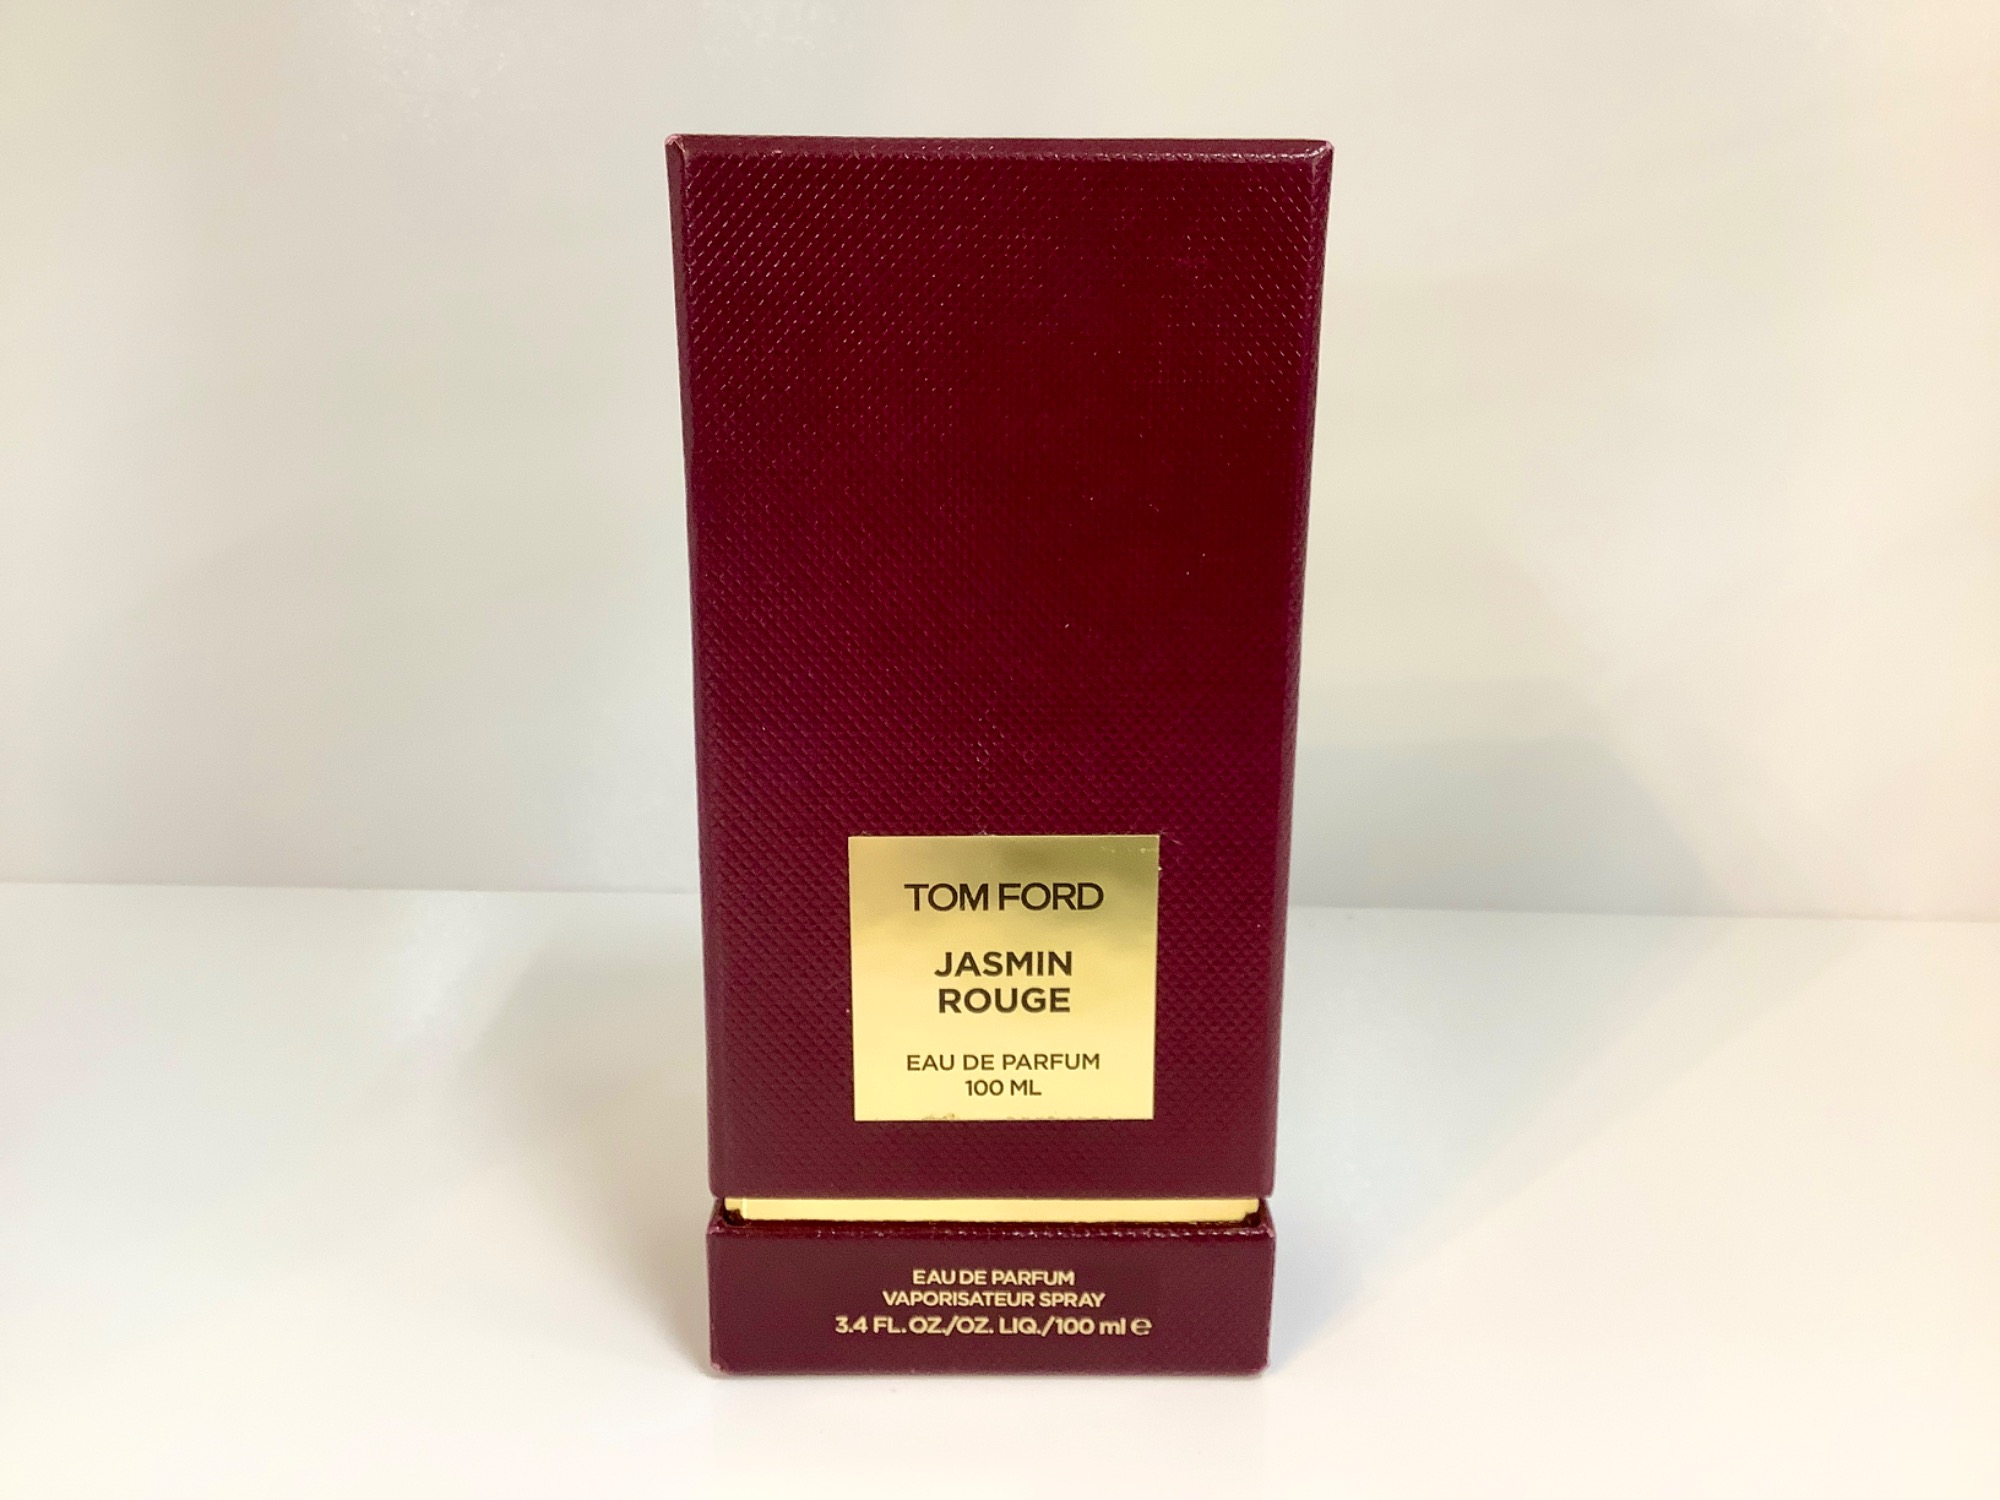 TOM FORD
JASMIN
ROUGE
EAU DE PARFUM
100 ML
EAU DE PARFUM
VAPORISATEUR SPRAY
3.4 FL. OZ./OZ. LIQ./100 ml ℮